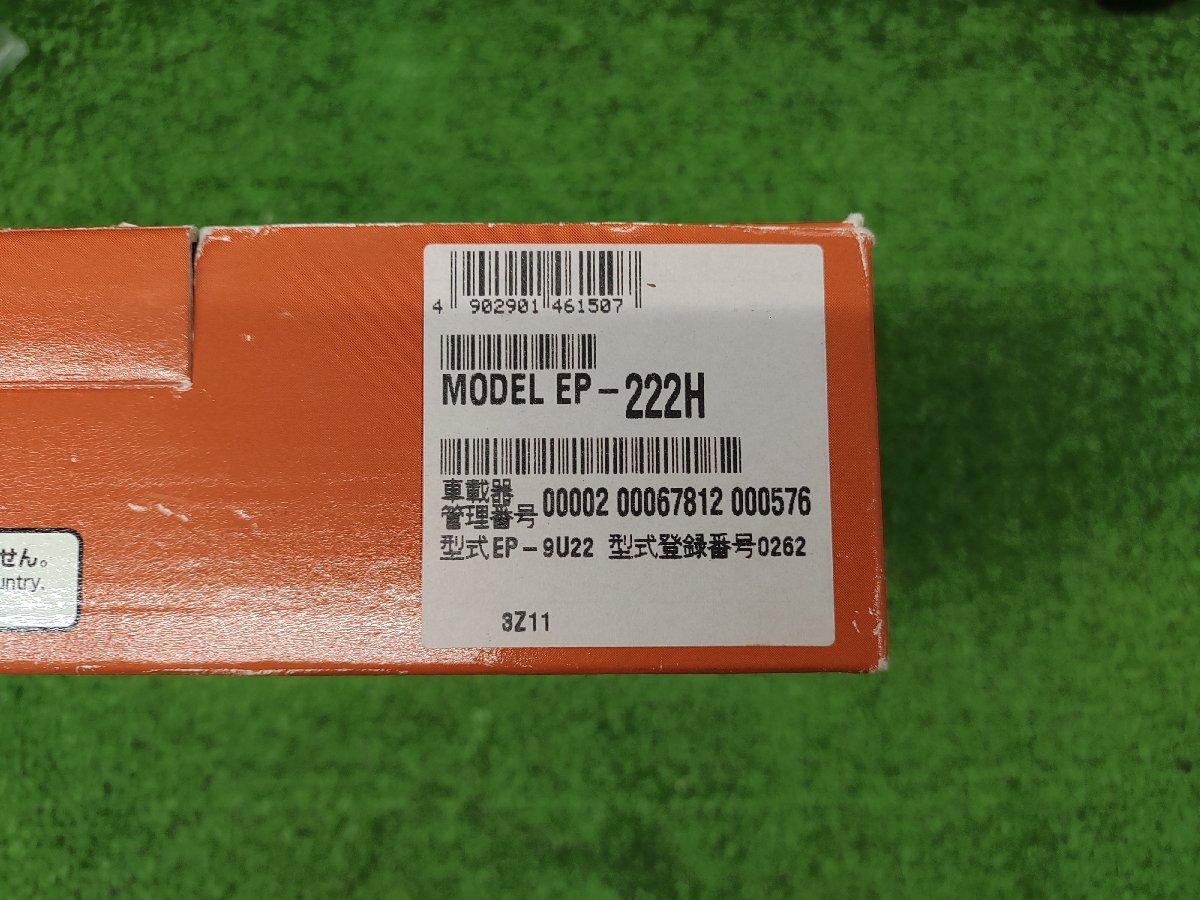 4 902901 461507
MODEL EP-222H
車載器
管理番号 00002 00067812 000576
型式EP-9U22 型式登録番号0262
3Z11
せん。
untry.